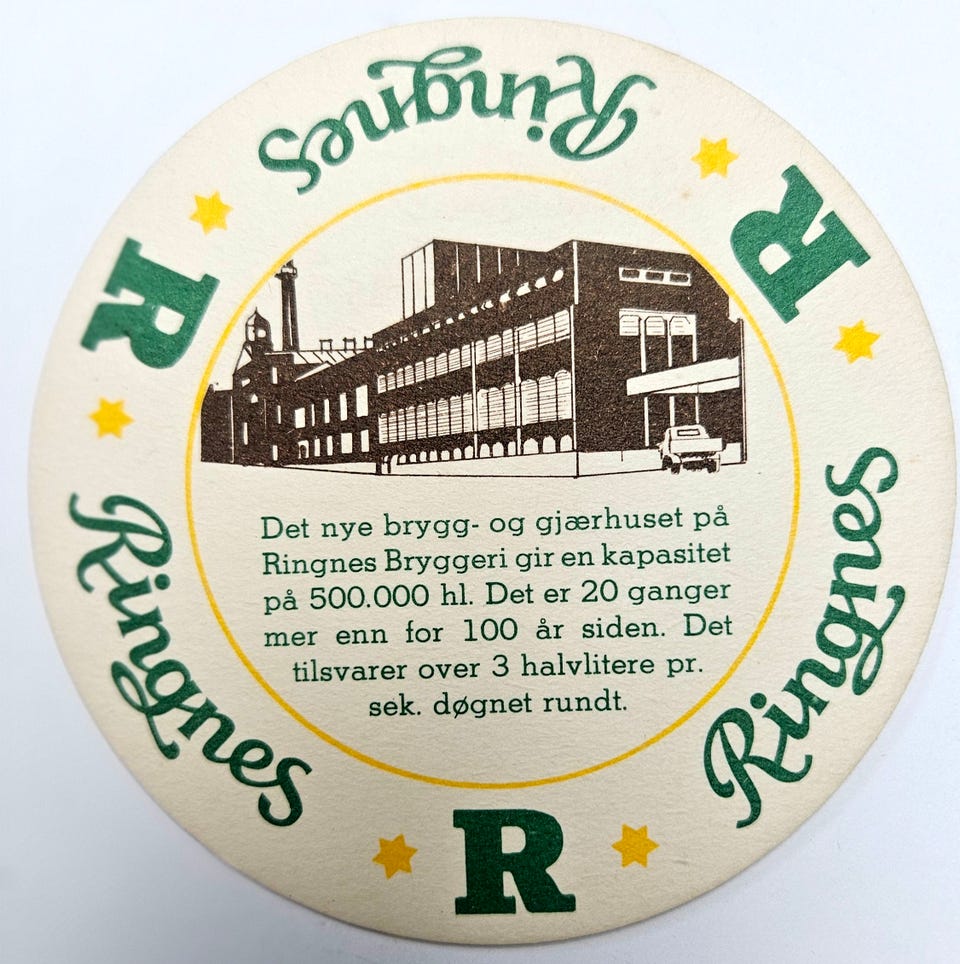 Ringnes
R
R
Det nye brygg- og gjærhuset på
Ringnes Bryggeri gir en kapasitet
på 500.000 hl. Det er 20 ganger
mer enn for 100 år siden. Det
tilsvarer over 3 halvlitere pr.
sek. døgnet rundt.
Ringnes
Ringnes
R